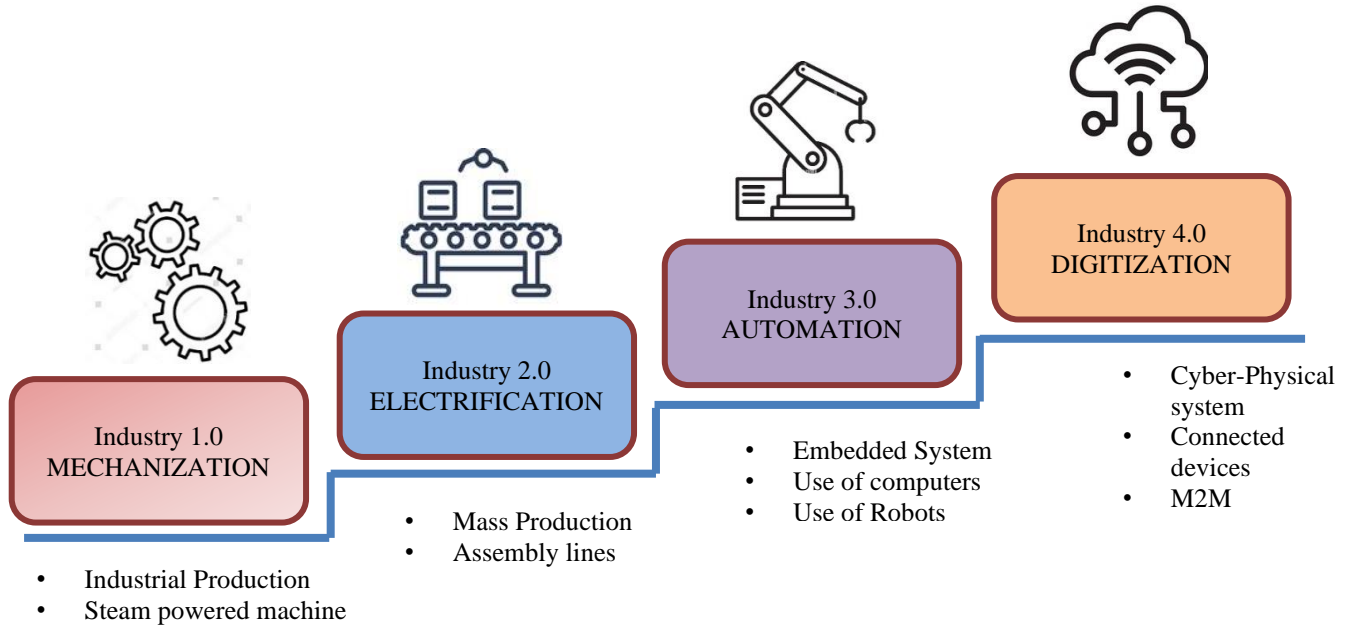 Industry 1.0
MECHANIZATION
• Industrial Production
• Steam powered machine
Industry 2.0
ELECTRIFICATION
• Mass Production
• Assembly lines
Industry 3.0
AUTOMATION
• Embedded System
• Use of computers
• Use of Robots
Industry 4.0
DIGITIZATION
• Cyber-Physical
system
• Connected
devices
• M2M